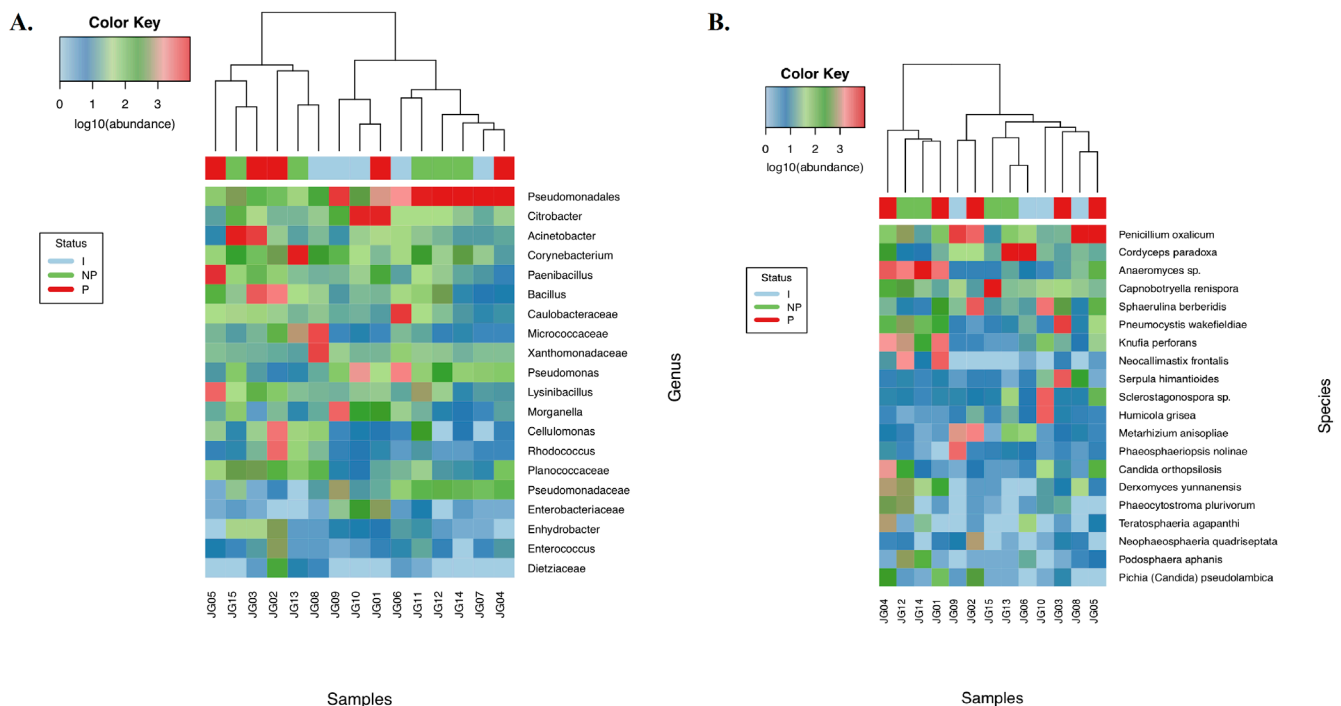 A.
Color Key
0 1 2 3
log10(abundance)
Status
I
NP
P
Pseudomonadales
Citrobacter
Acinetobacter
Corynebacterium
Paenibacillus
Bacillus
Caulobacteraceae
Micrococcaceae
Xanthomonadaceae
Pseudomonas
Lysinibacillus
Morganella
Cellulomonas
Rhodococcus
Planococcaceae
Pseudomonadaceae
Enterobacteriaceae
Enhydrobacter
Enterococcus
Dietziaceae
Genus
JG05 JG15 JG03 JG02 JG13 JG08 JG09 JG10 JG01 JG06 JG11 JG12 JG14 JG07 JG04
Samples
B.
Color Key
0 1 2 3
log10(abundance)
Status
I
NP
P
Penicillium oxalicum
Cordyceps paradoxa
Anaeromyces sp.
Capnobotryella renispora
Sphaerulina berberidis
Pneumocystis wakefieldiae
Knufia perforans
Neocallimastix frontalis
Serpula himantioides
Sclerostagonospora sp.
Humicola grisea
Metarhizium anisopliae
Phaeosphaeriopsis nolinae
Candida orthopsilosis
Derxomyces yunnanensis
Phaeocytostroma plurivorum
Teratosphaeria agapanthi
Neophaeosphaeria quadriseptata
Podosphaera aphanis
Pichia (Candida) pseudolambica
Species
JG04 JG12 JG14 JG01 JG09 JG02 JG15 JG13 JG06 JG10 JG03 JG08 JG05
Samples